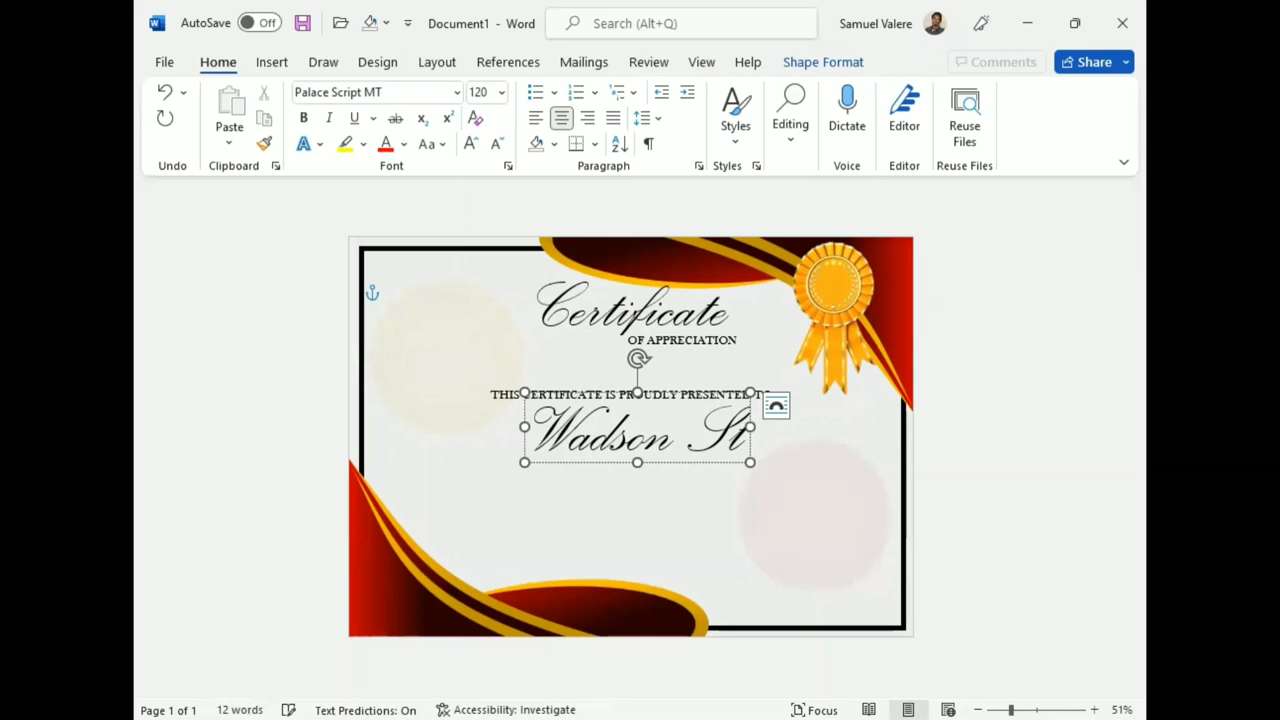 AutoSave Off Document1 - Word Search (Alt+Q) Samuel Valere
File Home Insert Draw Design Layout References Mailings Review View Help Shape Format Comments Share
Palace Script MT 120
Paste Styles Editing Dictate Editor Reuse Files
Undo Clipboard Font Paragraph Styles Voice Editor Reuse Files
Certificate
OF APPRECIATION
THIS CERTIFICATE IS PROUDLY PRESENTED TO
Wadson St
Page 1 of 1 12 words Text Predictions: On Accessibility: Investigate Focus 51%